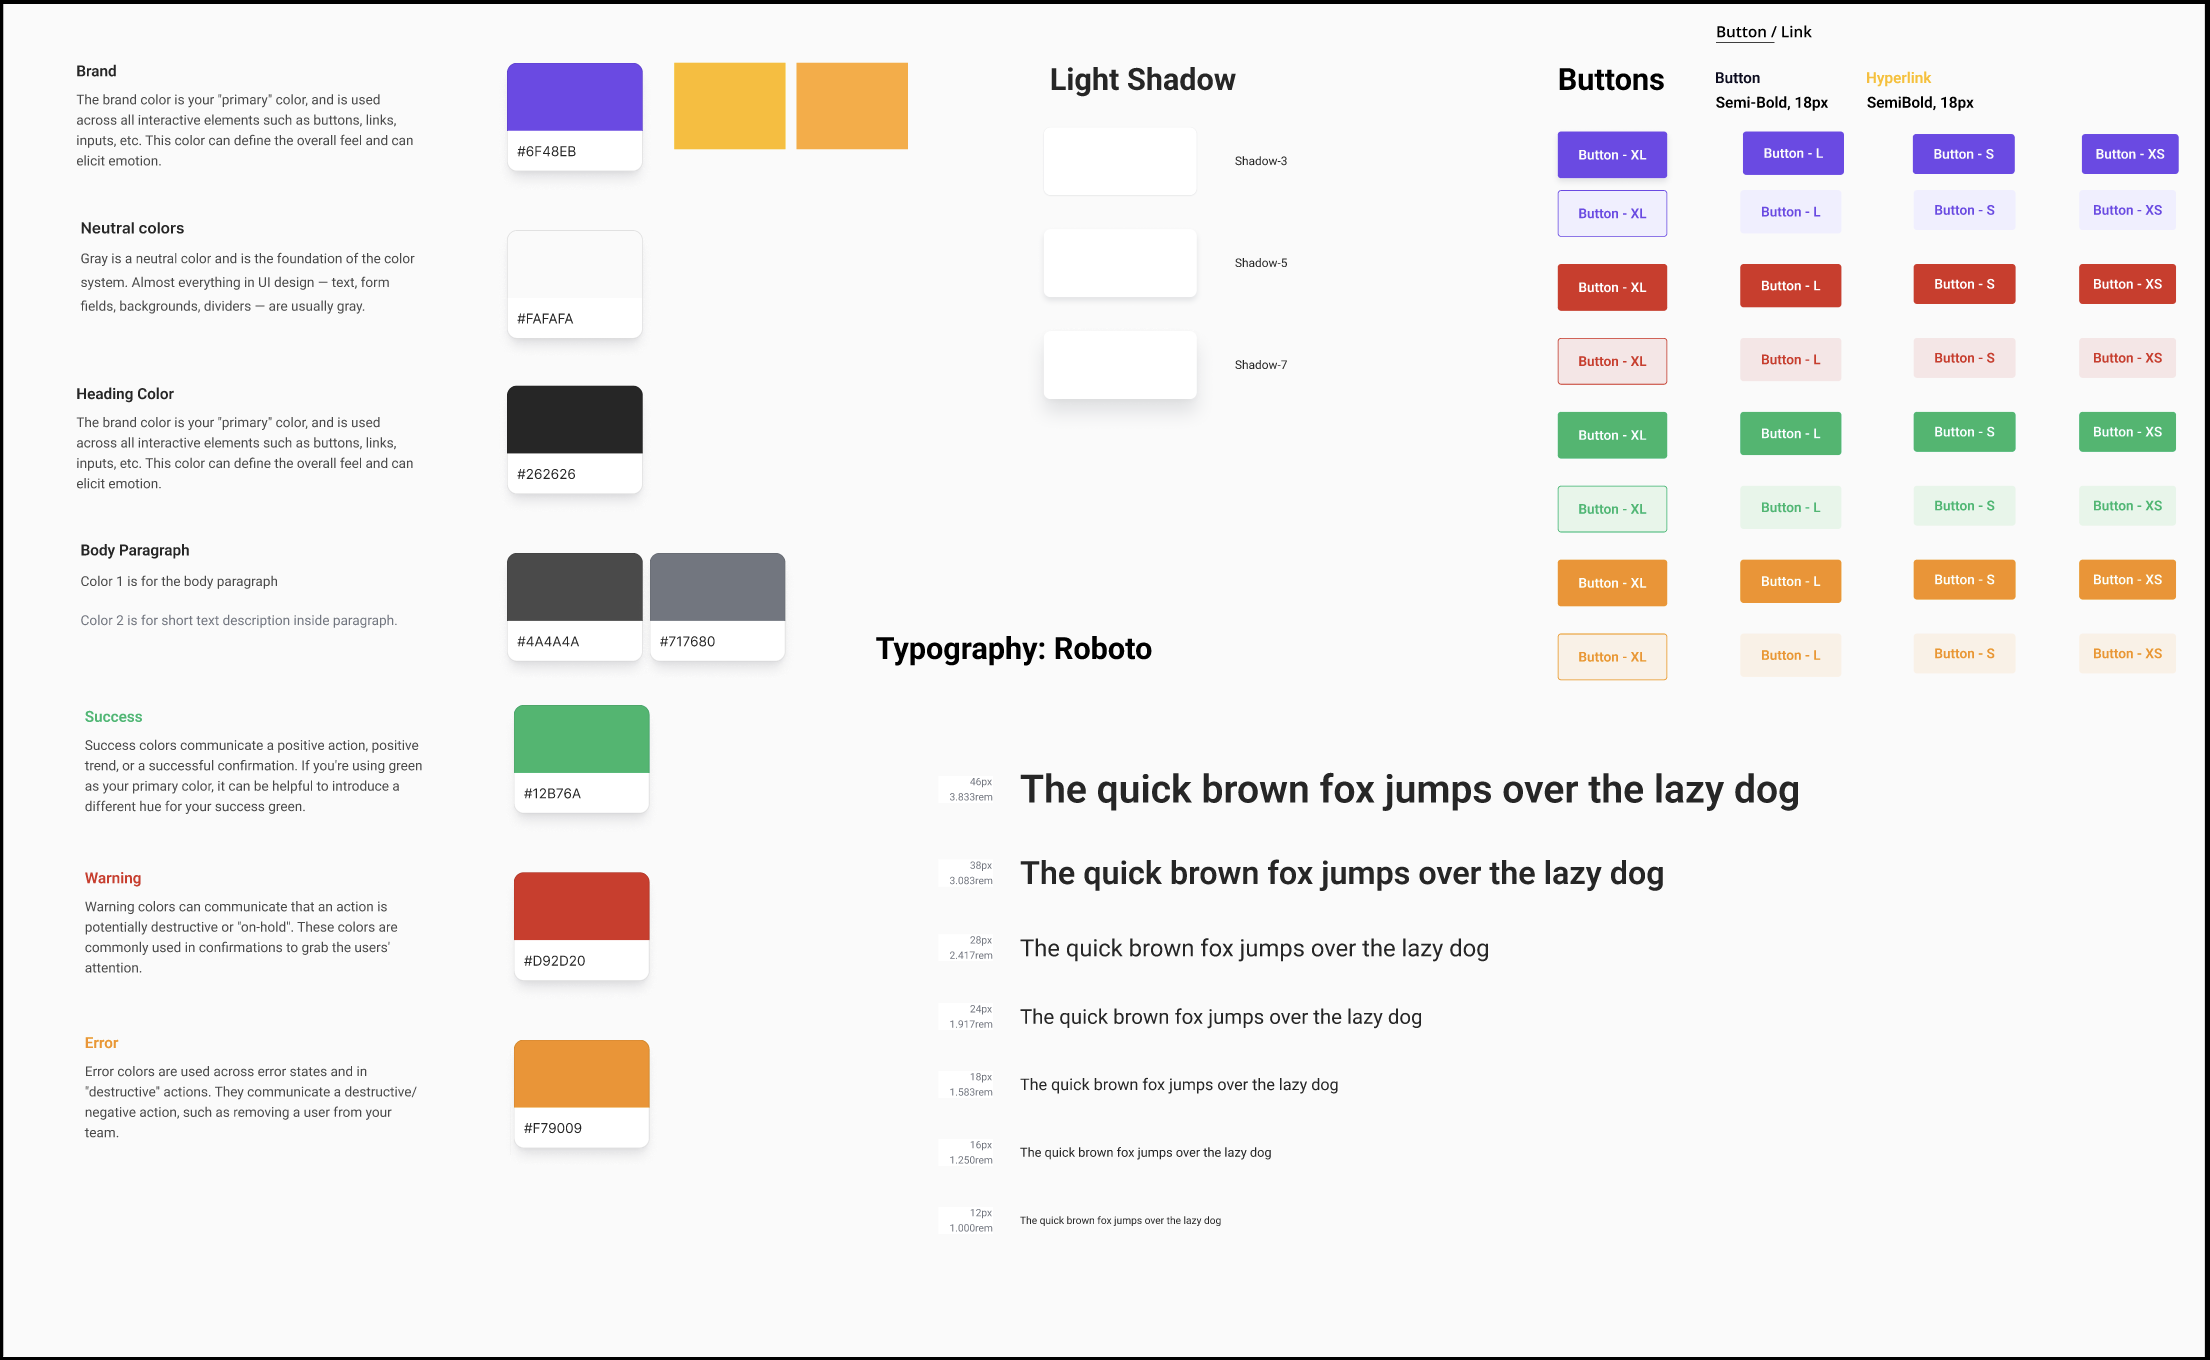 Brand
The brand color is your "primary" color, and is used
across all interactive elements such as buttons, links,
inputs, etc. This color can define the overall feel and can
elicit emotion.
#6F48EB
Neutral colors
Gray is a neutral color and is the foundation of the color
system. Almost everything in UI design — text, form
fields, backgrounds, dividers — are usually gray.
#FAFAFA
Heading Color
The brand color is your "primary" color, and is used
across all interactive elements such as buttons, links,
inputs, etc. This color can define the overall feel and can
elicit emotion.
#262626
Body Paragraph
Color 1 is for the body paragraph
Color 2 is for short text description inside paragraph.
#4A4A4A
#717680
Success
Success colors communicate a positive action, positive
trend, or a successful confirmation. If you're using green
as your primary color, it can be helpful to introduce a
different hue for your success green.
#12B76A
Warning
Warning colors can communicate that an action is
potentially destructive or "on-hold". These colors are
commonly used in confirmations to grab the users'
attention.
#D92D20
Error
Error colors are used across error states and in
"destructive" actions. They communicate a destructive/
negative action, such as removing a user from your
team.
#F79009
Light Shadow
Shadow-3
Shadow-5
Shadow-7
Button / Link
Buttons
Button
Semi-Bold, 18px
Hyperlink
SemiBold, 18px
Button - XL
Button - L
Button - S
Button - XS
Button - XL
Button - L
Button - S
Button - XS
Button - XL
Button - L
Button - S
Button - XS
Button - XL
Button - L
Button - S
Button - XS
Button - XL
Button - L
Button - S
Button - XS
Button - XL
Button - L
Button - S
Button - XS
Button - XL
Button - L
Button - S
Button - XS
Button - XL
Button - L
Button - S
Button - XS
Typography: Roboto
46px
3.833rem
The quick brown fox jumps over the lazy dog
38px
3.083rem
The quick brown fox jumps over the lazy dog
28px
2.417rem
The quick brown fox jumps over the lazy dog
24px
1.917rem
The quick brown fox jumps over the lazy dog
18px
1.583rem
The quick brown fox jumps over the lazy dog
16px
1.250rem
The quick brown fox jumps over the lazy dog
12px
1.000rem
The quick brown fox jumps over the lazy dog